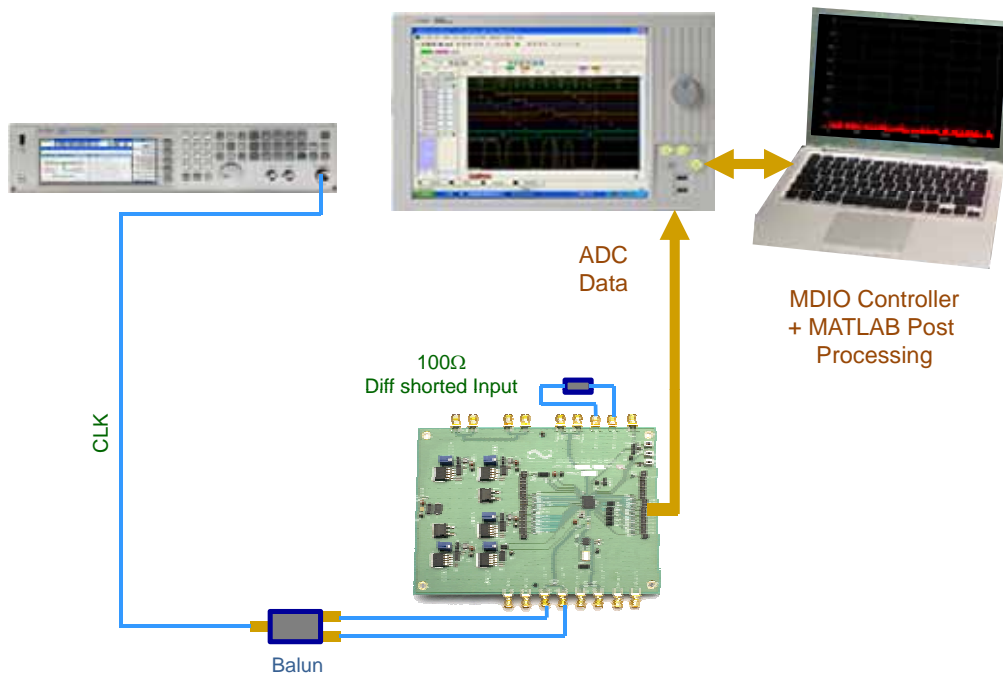 ADC
Data
MDIO Controller
+ MATLAB Post
Processing
100Ω
Diff shorted Input
CLK
Balun